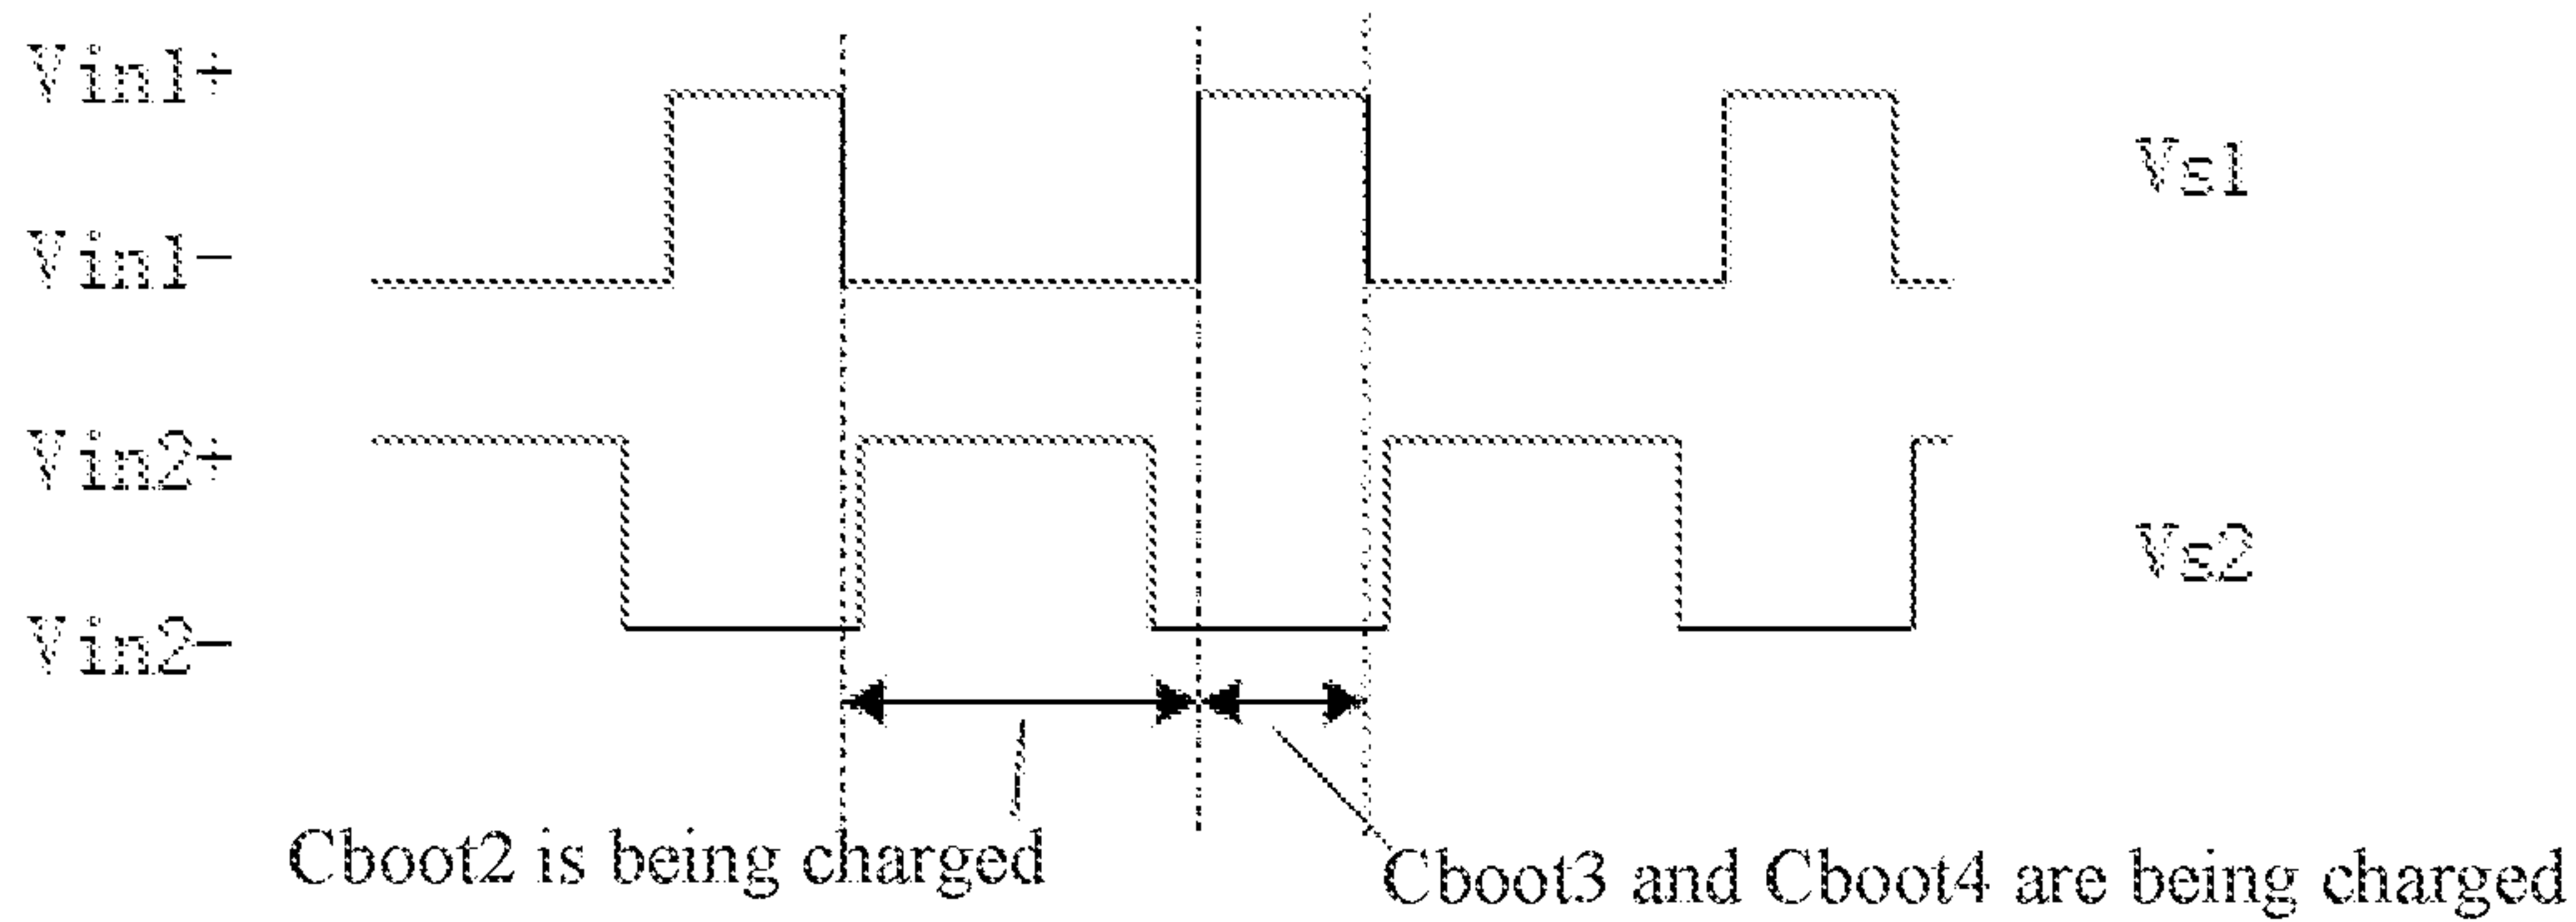 Vin1+
Vs1
Vin1-
Vin2+
Vs2
Vin2-
Cboot2 is being charged
Cboot3 and Cboot4 are being charged